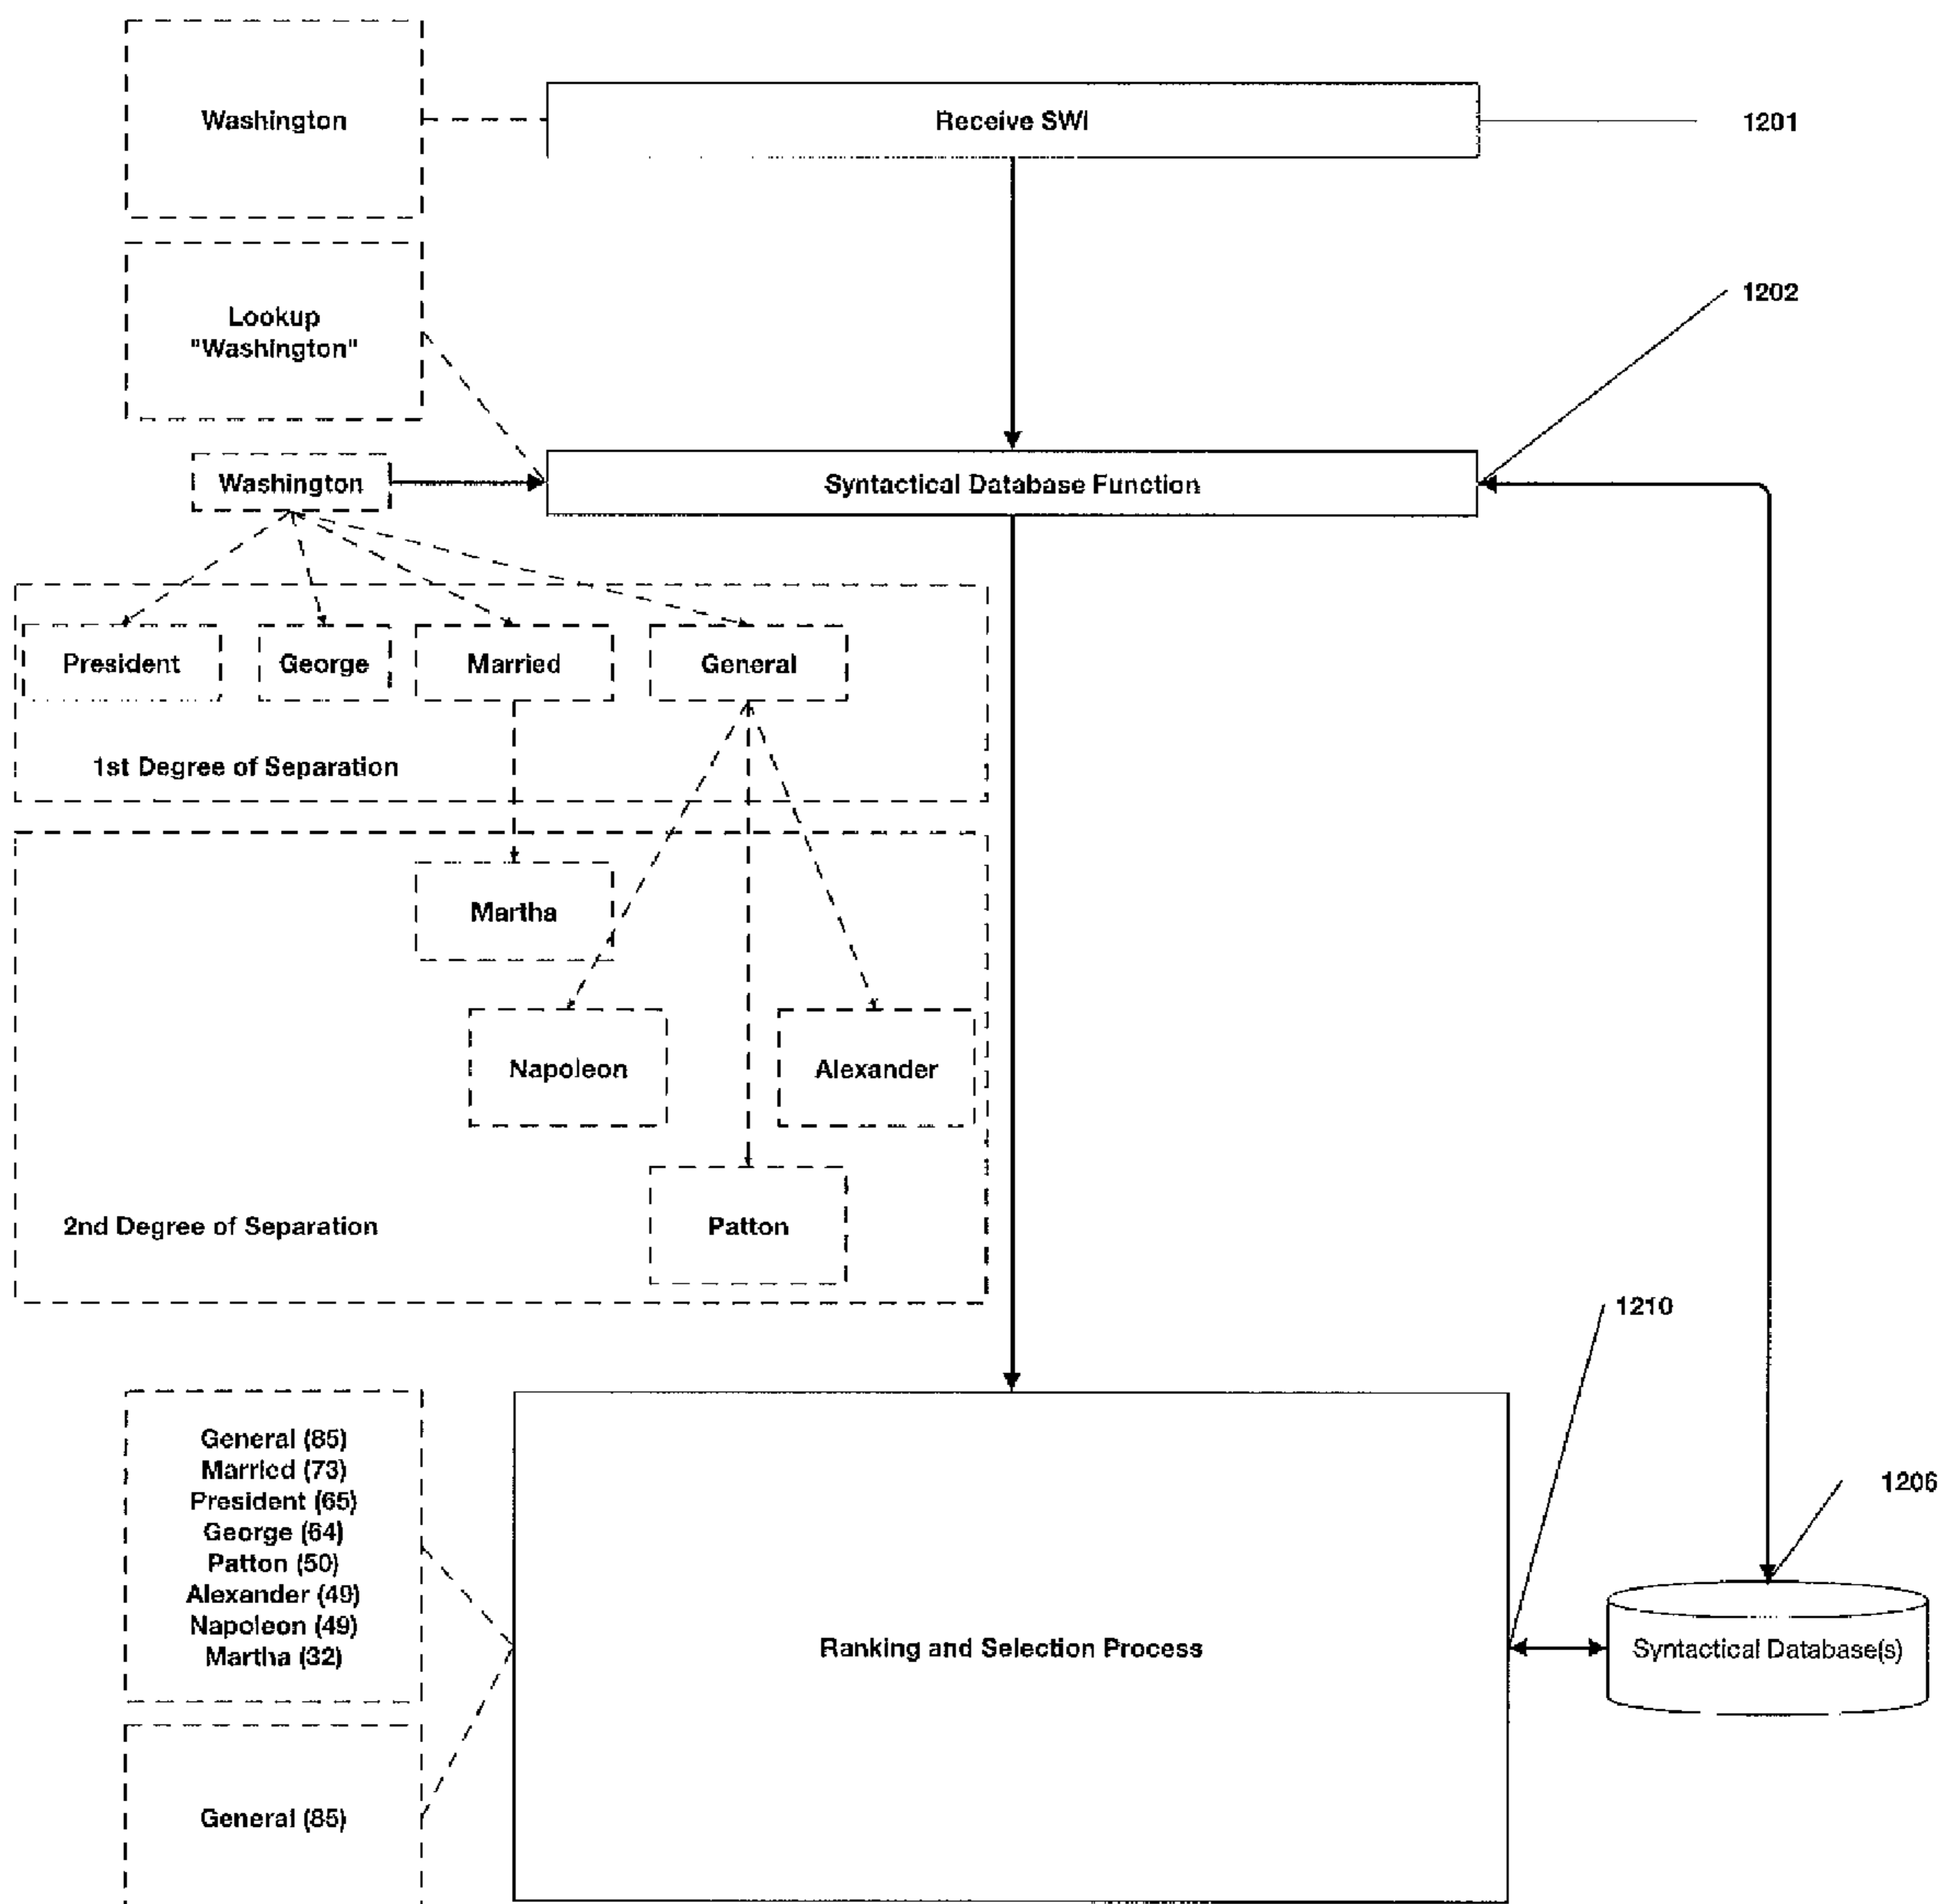 Washington
Receive SWI
1201
Lookup
"Washington"
1202
Washington
Syntactical Database Function
President
George
Married
General
1st Degree of Separation
Martha
Napoleon
Alexander
Patton
2nd Degree of Separation
1210
General (85)
Married (73)
President (65)
George (64)
Patton (50)
Alexander (49)
Napoleon (49)
Martha (32)
1206
Ranking and Selection Process
Syntactical Database(s)
General (85)